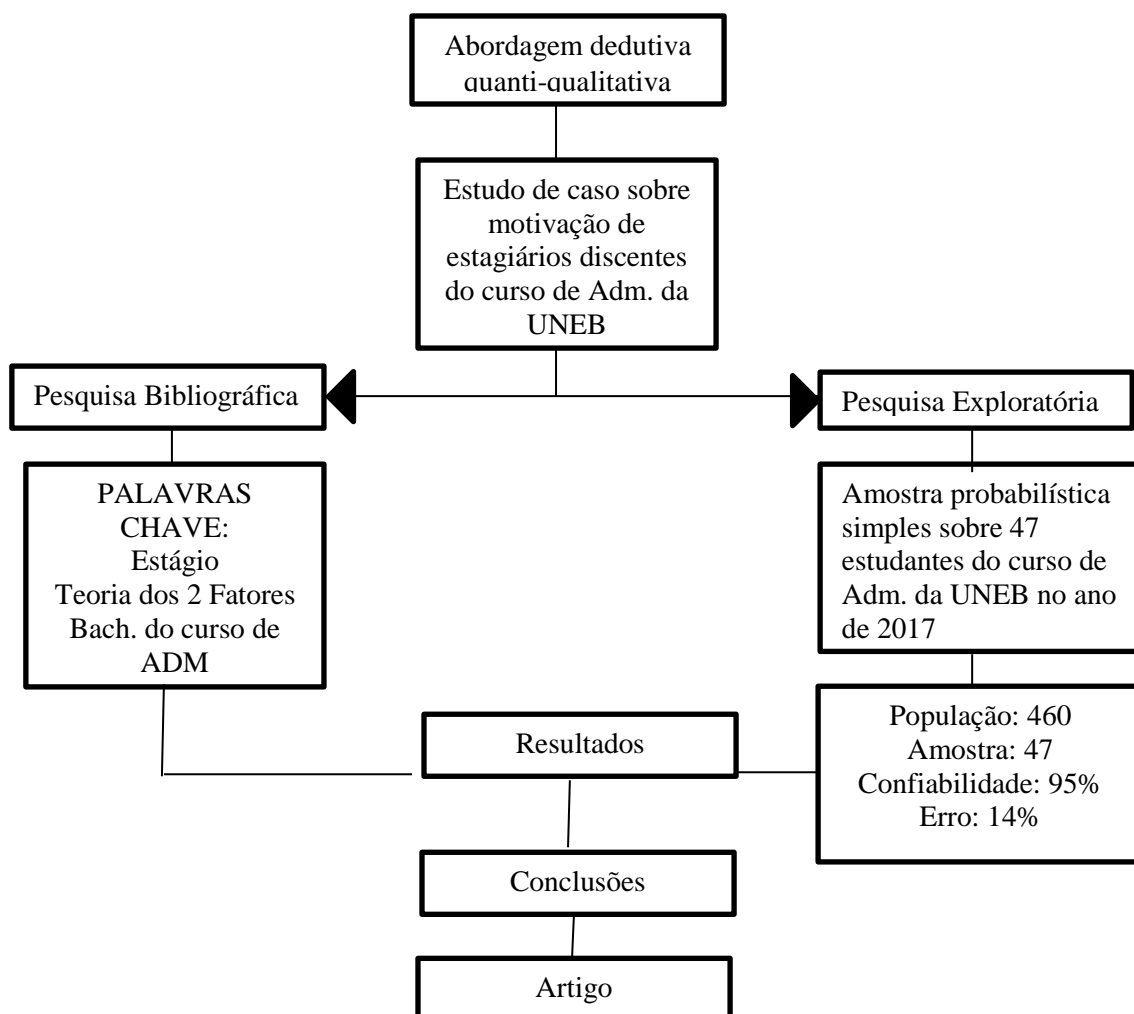 Abordagem dedutiva
quanti-qualitativa
Estudo de caso sobre
motivação de
estagiários discentes
do curso de Adm. da
UNEB
Pesquisa Bibliográfica
Pesquisa Exploratória
PALAVRAS
CHAVE:
Estágio
Teoria dos 2 Fatores
Bach. do curso de
ADM
Amostra probabilística
simples sobre 47
estudantes do curso de
Adm. da UNEB no ano
de 2017
População: 460
Amostra: 47
Confiabilidade: 95%
Erro: 14%
Resultados
Conclusões
Artigo